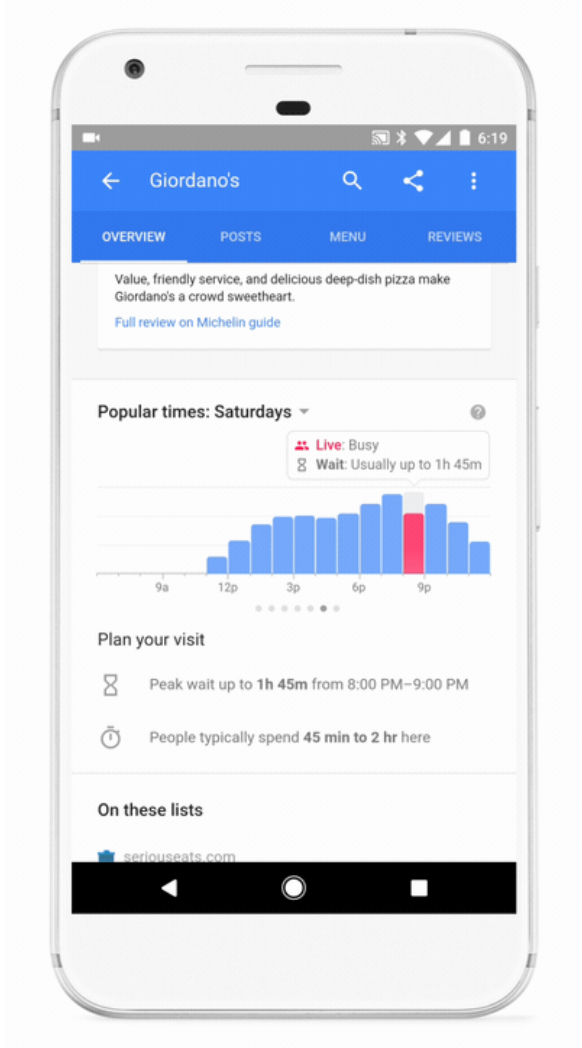 6:19
Giordano's
OVERVIEW POSTS MENU REVIEWS
Value, friendly service, and delicious deep-dish pizza make
Giordano's a crowd sweetheart.
Full review on Michelin guide
Popular times: Saturdays
?
Live: Busy
Wait: Usually up to 1h 45m
9a 12p 3p 6p 9p
Plan your visit
Peak wait up to 1h 45m from 8:00 PM–9:00 PM
People typically spend 45 min to 2 hr here
On these lists
seriouseats.com